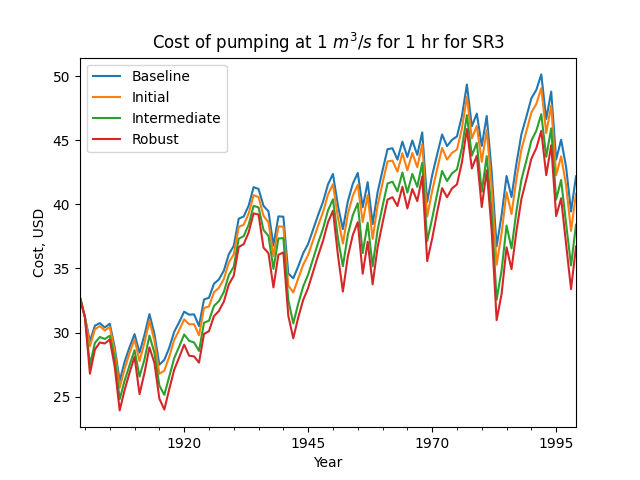 Cost of pumping at 1 m³/s for 1 hr for SR3
Baseline
Initial
Intermediate
Robust
50
45
40
35
30
25
Cost, USD
1920
1945
1970
1995
Year